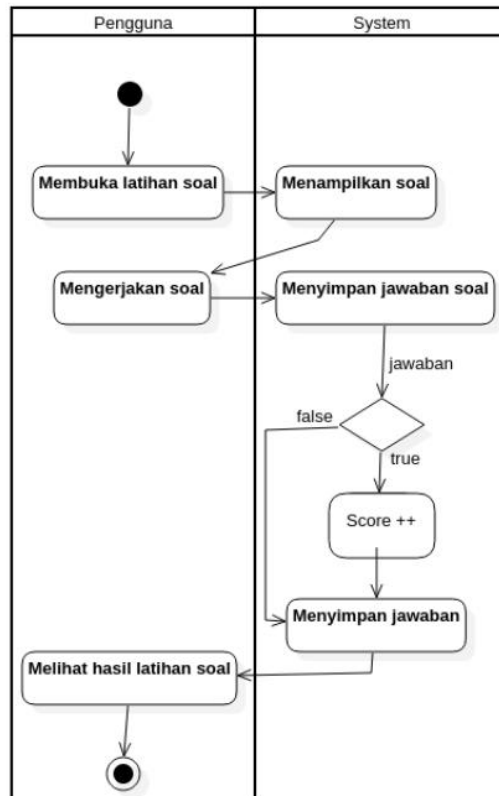 Pengguna
System
Membuka latihan soal
Menampilkan soal
Mengerjakan soal
Menyimpan jawaban soal
jawaban
false
true
Score ++
Menyimpan jawaban
Melihat hasil latihan soal